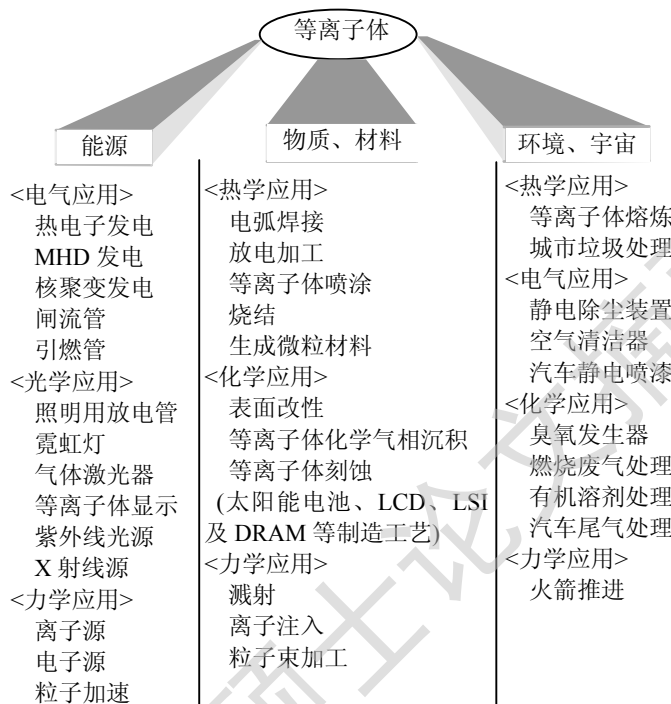 等离子体
能源
<电气应用>
热电子发电
MHD 发电
核聚变发电
闸流管
引燃管
<光学应用>
照明用放电管
霓虹灯
气体激光器
等离子体显示
紫外线光源
X 射线源
<力学应用>
离子源
电子源
粒子加速
物质、材料
<热学应用>
电弧焊接
放电加工
等离子体喷涂
烧结
生成微粒材料
<化学应用>
表面改性
等离子体化学气相沉积
等离子体刻蚀
(太阳能电池、LCD、LSI
及 DRAM 等制造工艺)
<力学应用>
溅射
离子注入
粒子束加工
环境、宇宙
<热学应用>
等离子体熔炼
城市垃圾处理
<电气应用>
静电除尘装置
空气清洁器
汽车静电喷漆
<化学应用>
臭氧发生器
燃烧废气处理
有机溶剂处理
汽车尾气处理
<力学应用>
火箭推进
硕士论文摘